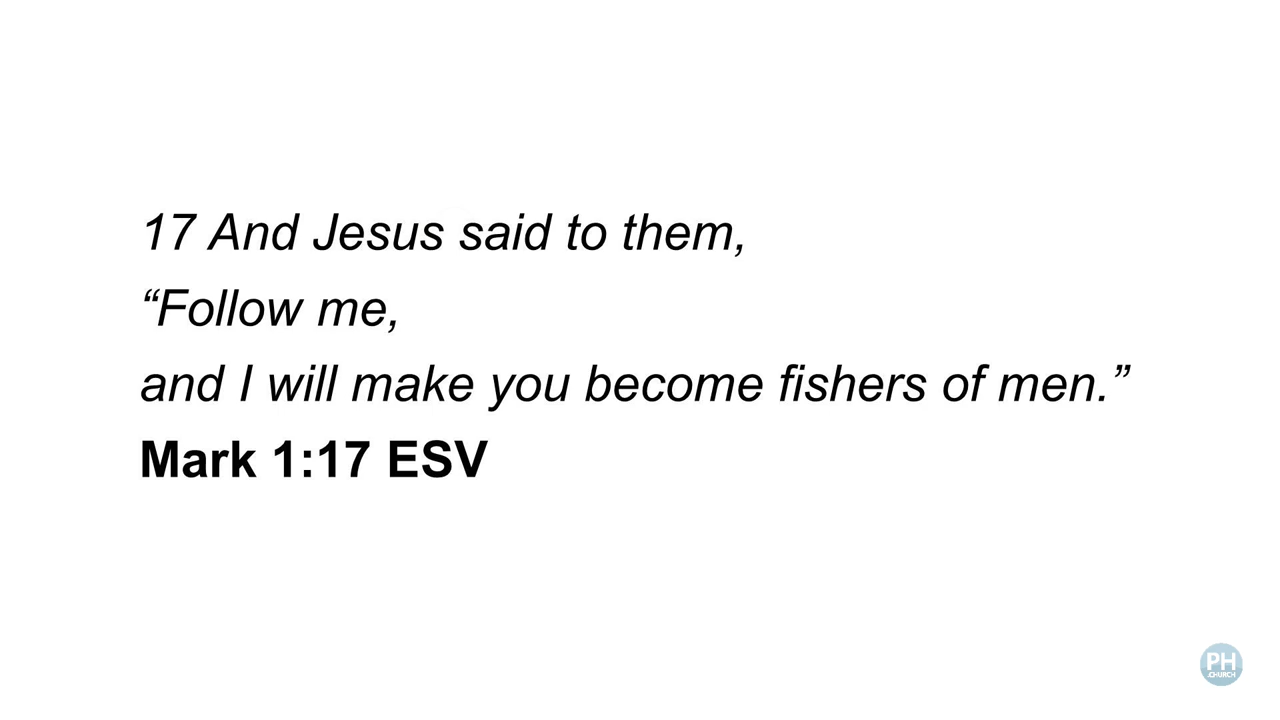 17 And Jesus said to them,
“Follow me,
and I will make you become fishers of men.”
Mark 1:17 ESV
PH
.CHURCH